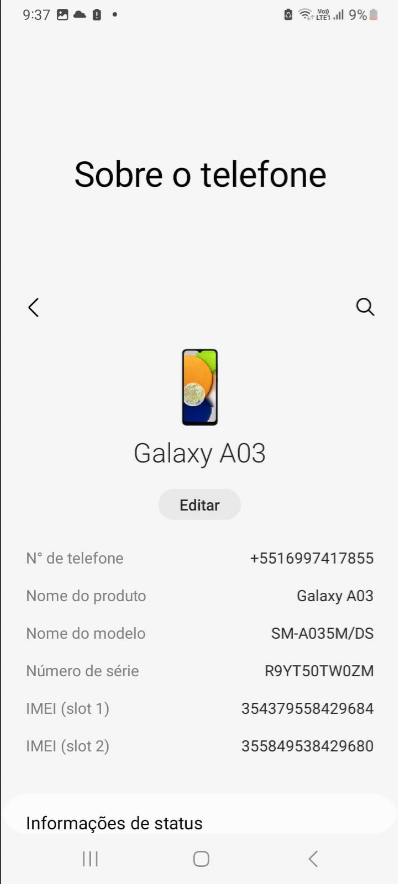 9:37 Vo) LTE1 9%
Sobre o telefone
Galaxy A03
Editar
N° de telefone +5516997417855
Nome do produto Galaxy A03
Nome do modelo SM-A035M/DS
Número de série R9YT50TW0ZM
IMEI (slot 1) 354379558429684
IMEI (slot 2) 355849538429680
Informações de status